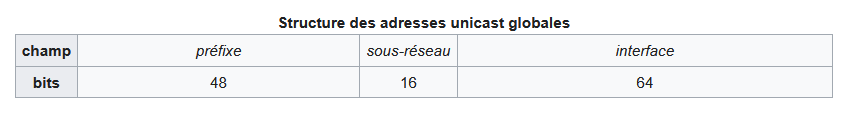 Structure des adresses unicast globales
champ préfixe sous-réseau interface
bits 48 16 64